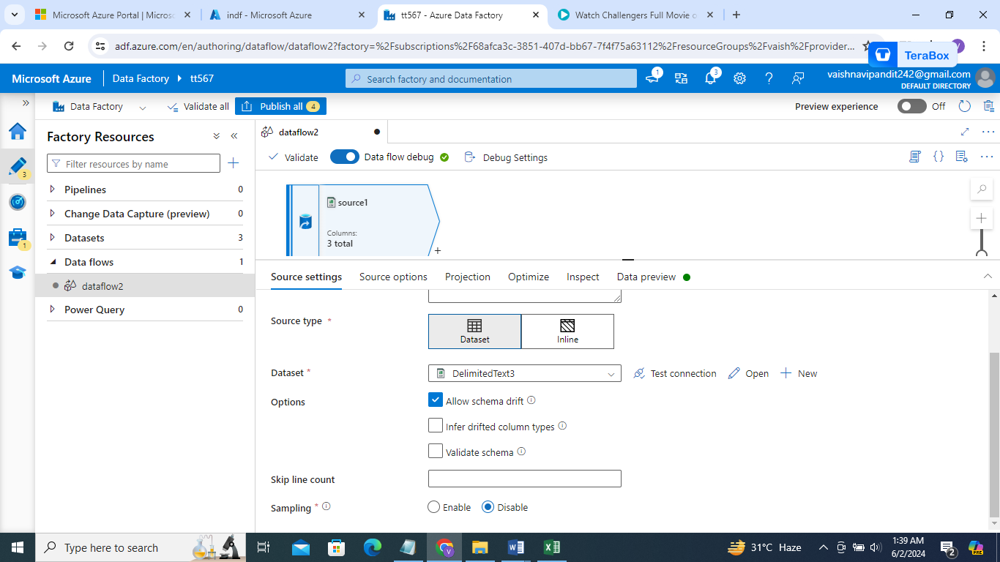 Microsoft Azure Portal | Micros
indf - Microsoft Azure
tt567 - Azure Data Factory
Watch Challengers Full Movie o
adf.azure.com/en/authoring/dataflow/dataflow2?factory=%2Fsubscriptions%2F68afca3c-3851-407d-bb67-7f4f75a63112%2FresourceGroups%2Fvaish%2Fprovider...
V
TeraBox
Microsoft Azure
Data Factory
tt567
Search factory and documentation
1
3
vaishnavipandit242@gmail.com
DEFAULT DIRECTORY
Data Factory
Validate all
Publish all 4
Preview experience
Off
Factory Resources
dataflow2
Filter resources by name
Validate
Data flow debug
Debug Settings
3
Pipelines 0
Change Data Capture (preview) 0
Datasets 3
1
Data flows 1
dataflow2
Power Query 0
source1
Columns:
3 total
Source settings
Source options
Projection
Optimize
Inspect
Data preview
Source type *
Dataset
Inline
Dataset *
DelimitedText3
Test connection
Open
New
Options
Allow schema drift
Infer drifted column types
Validate schema
Skip line count
Sampling *
Enable
Disable
Type here to search
V
31°C Haze
1:39 AM
6/2/2024
2
PRE